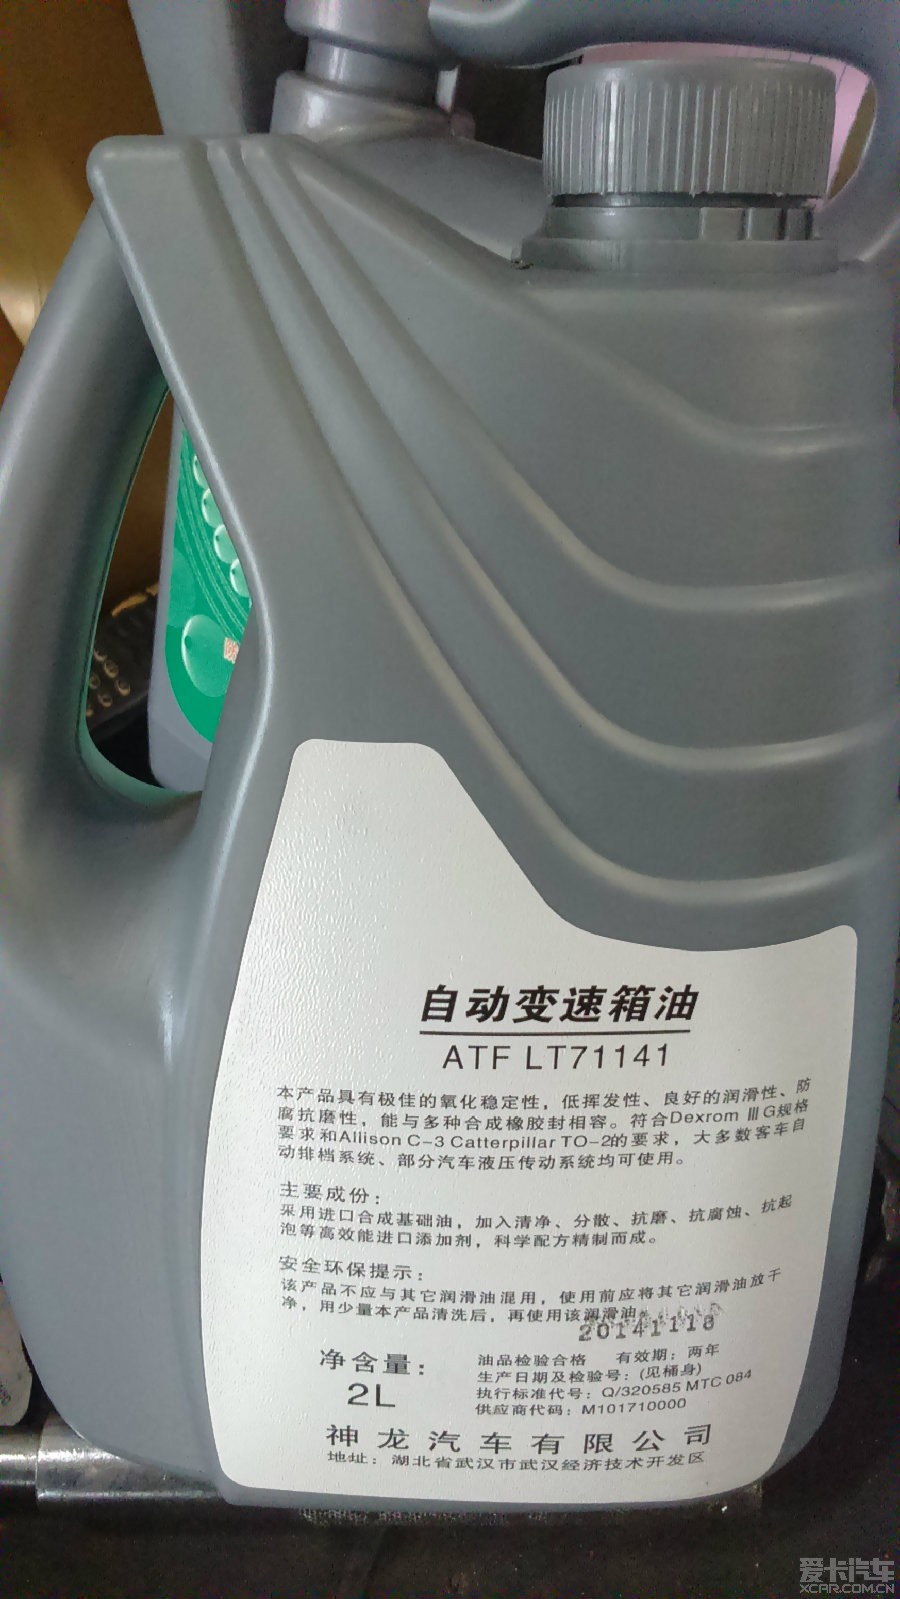 自动变速箱油
ATF LT71141
本产品具有极佳的氧化稳定性，低挥发性、良好的润滑性、防
腐抗磨性，能与多种合成橡胶封相容。符合Dexrom ⅢG规格
要求和Allison C-3 Catterpillar TO-2的要求，大多数客车自
动排档系统、部分汽车液压传动系统均可使用。
主要成份：
采用进口合成基础油，加入清净、分散、抗磨、抗腐蚀、抗起
泡等高效能进口添加剂，科学配方精制而成。
安全环保提示：
该产品不应与其它润滑油混用，使用前应将其它润滑油放干
净，用少量本产品清洗后，再使用该润滑油。
20141118
净含量：
2L
油品检验合格 有效期：两年
生产日期及检验号：(见桶身)
执行标准代号：Q/320585 MTC 084
供应商代码：M101710000
神龙汽车有限公司
地址：湖北省武汉市武汉经济技术开发区
爱卡汽车
XCAR.COM.CN